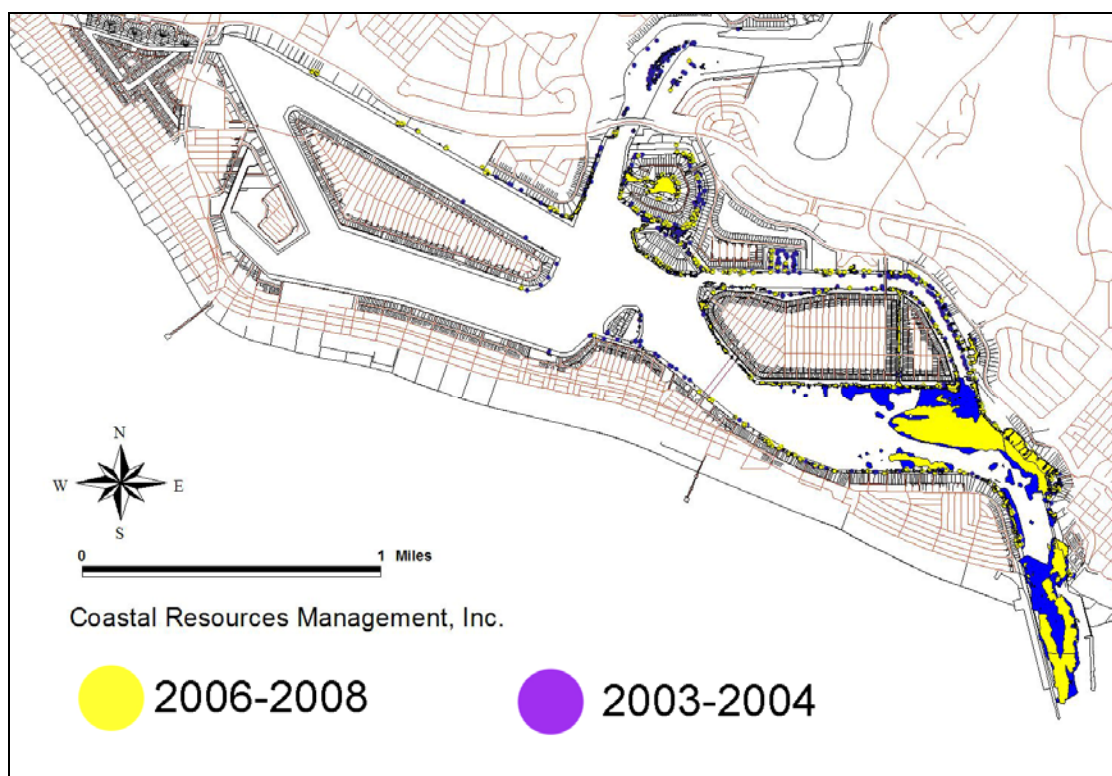 N
W E
S
0 1 Miles
Coastal Resources Management, Inc.
2006-2008 2003-2004